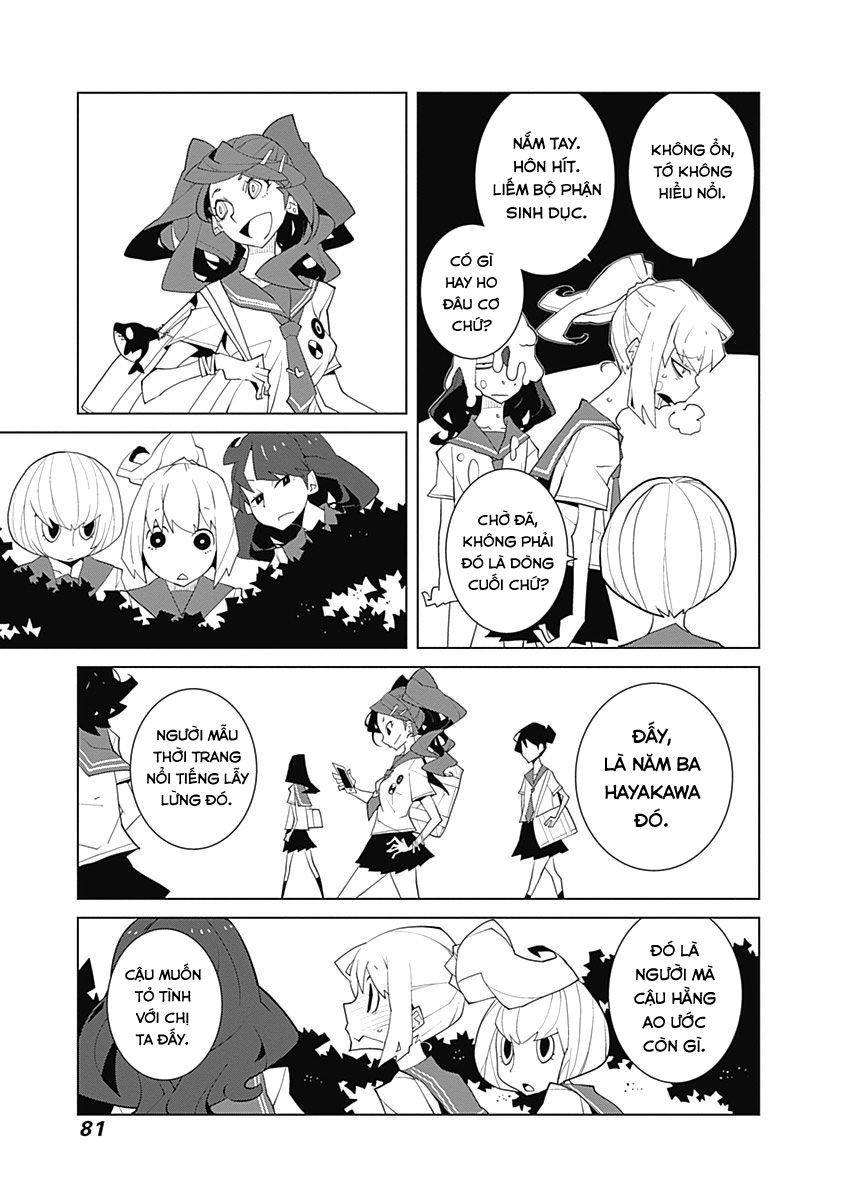 KHÔNG ỔN,
TỚ KHÔNG
HIỂU NỔI.
NẮM TAY.
HÔN HÍT.
LIẾM BỘ PHẬN
SINH DỤC.
CÓ GÌ
HAY HO
ĐÂU CƠ
CHỨ?
CHỜ ĐÃ,
KHÔNG PHẢI
ĐÓ LÀ DÒNG
CUỐI CHỨ?
ĐẤY,
LÀ NĂM BA
HAYAKAWA
ĐÓ.
NGƯỜI MẪU
THỜI TRANG
NỔI TIẾNG LẪY
LỪNG ĐÓ.
ĐÓ LÀ
NGƯỜI MÀ
CẬU HẰNG
AO ƯỚC
CÒN GÌ.
CẬU MUỐN
TỎ TÌNH
VỚI CHỊ
TA ĐẤY.
81